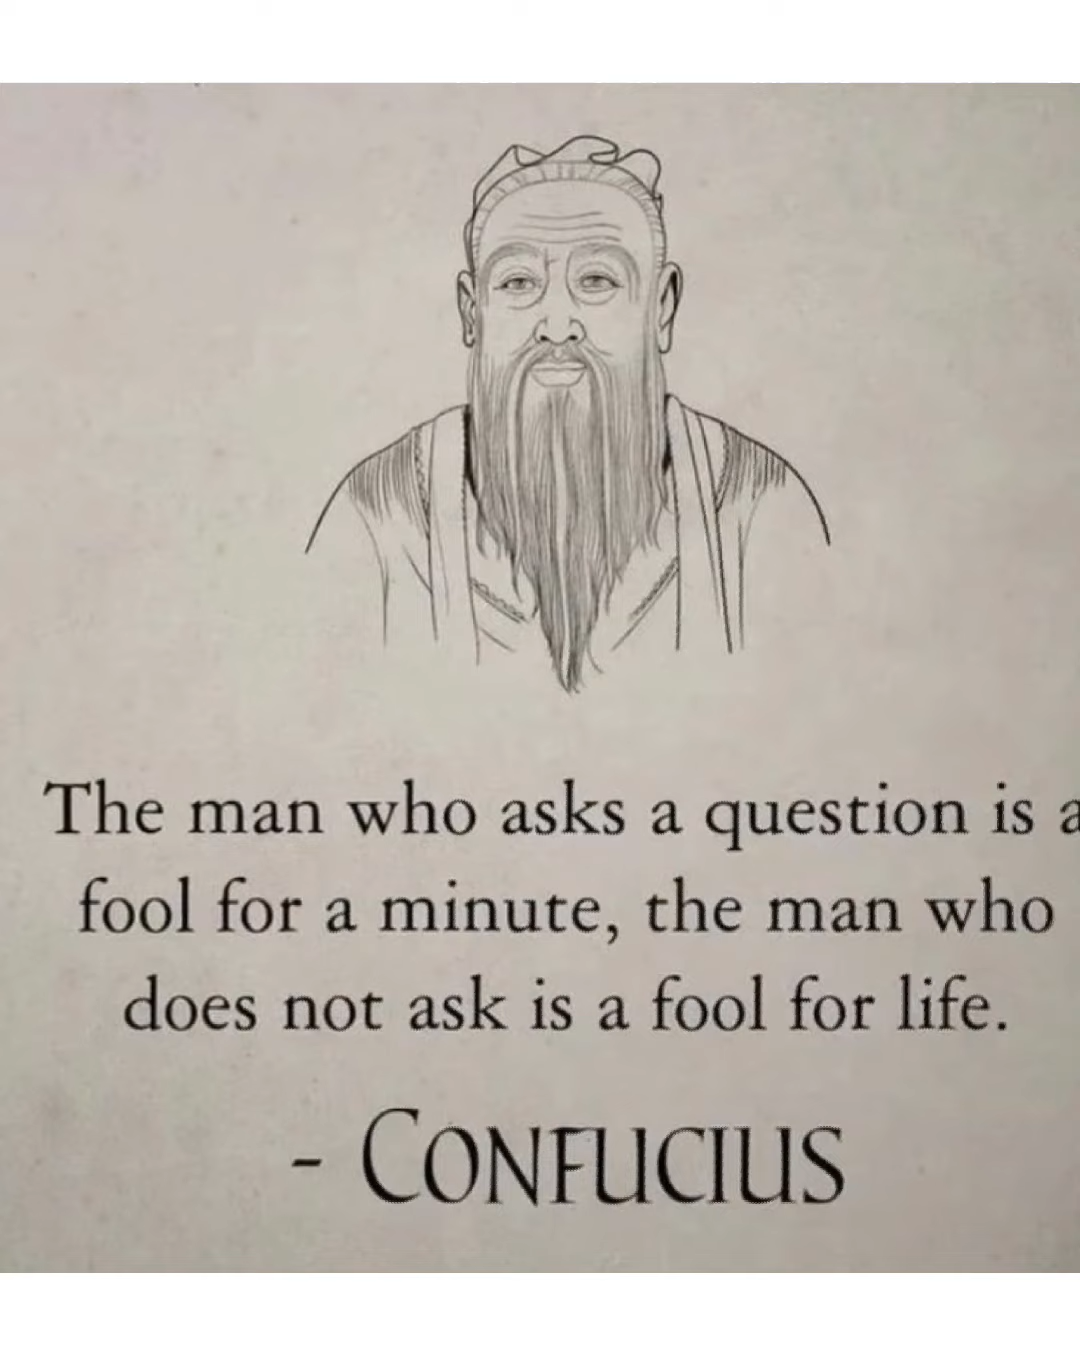 The man who asks a question is a
fool for a minute, the man who
does not ask is a fool for life.
- CONFUCIUS